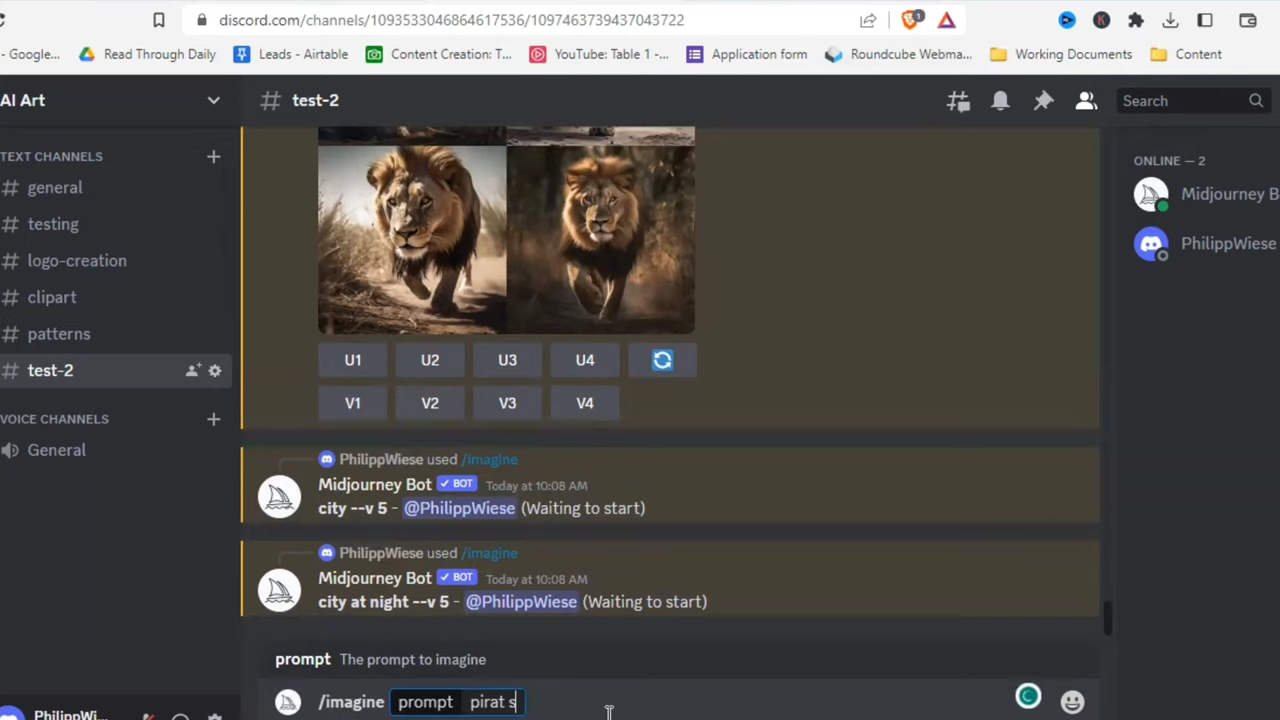 discord.com/channels/1093533046864617536/1097463739437043722
1
K
- Google...
Read Through Daily
Leads - Airtable
Content Creation: T...
YouTube: Table 1 -...
Application form
Roundcube Webma...
Working Documents
Content
AI Art
# test-2
Search
TEXT CHANNELS
# general
# testing
# logo-creation
# clipart
# patterns
# test-2
VOICE CHANNELS
General
PhilippWi...
U1 U2 U3 U4
V1 V2 V3 V4
PhilippWiese used /imagine
Midjourney Bot ✓ BOT Today at 10:08 AM
city --v 5 - @PhilippWiese (Waiting to start)
PhilippWiese used /imagine
Midjourney Bot ✓ BOT Today at 10:08 AM
city at night --v 5 - @PhilippWiese (Waiting to start)
prompt The prompt to imagine
/imagine prompt pirat s
ONLINE — 2
Midjourney B
PhilippWiese